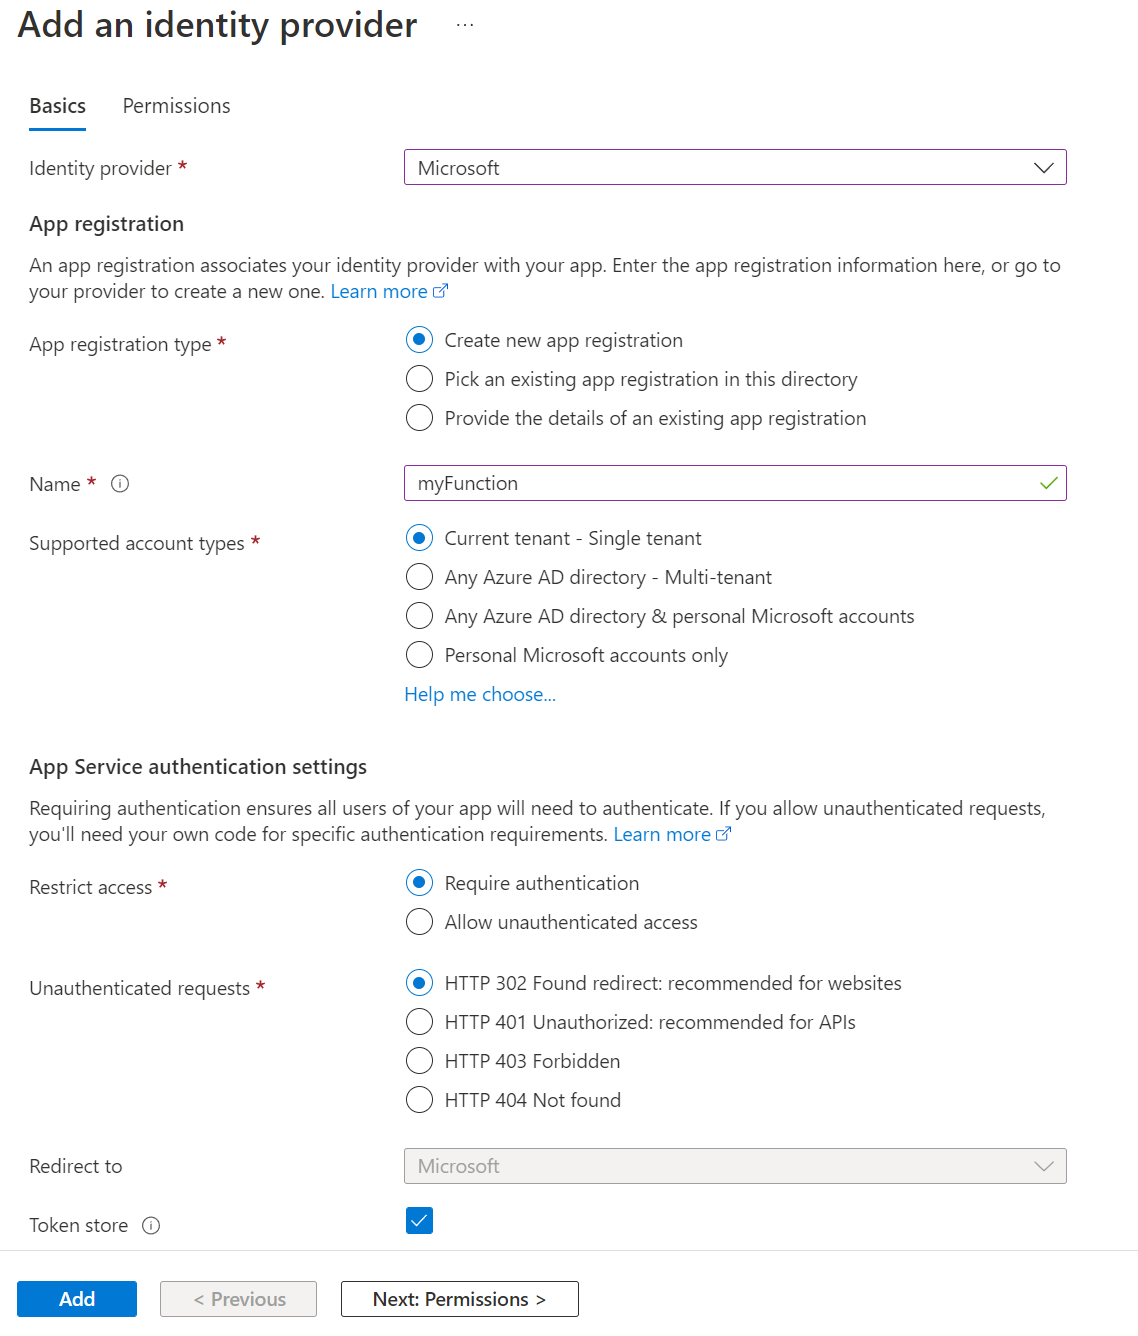 Add an identity provider ...
Basics Permissions
Identity provider * Microsoft
App registration
An app registration associates your identity provider with your app. Enter the app registration information here, or go to
your provider to create a new one. Learn more
App registration type * Create new app registration
Pick an existing app registration in this directory
Provide the details of an existing app registration
Name * myFunction
Supported account types * Current tenant - Single tenant
Any Azure AD directory - Multi-tenant
Any Azure AD directory & personal Microsoft accounts
Personal Microsoft accounts only
Help me choose...
App Service authentication settings
Requiring authentication ensures all users of your app will need to authenticate. If you allow unauthenticated requests,
you'll need your own code for specific authentication requirements. Learn more
Restrict access * Require authentication
Allow unauthenticated access
Unauthenticated requests * HTTP 302 Found redirect: recommended for websites
HTTP 401 Unauthorized: recommended for APIs
HTTP 403 Forbidden
HTTP 404 Not found
Redirect to Microsoft
Token store
Add < Previous Next: Permissions >